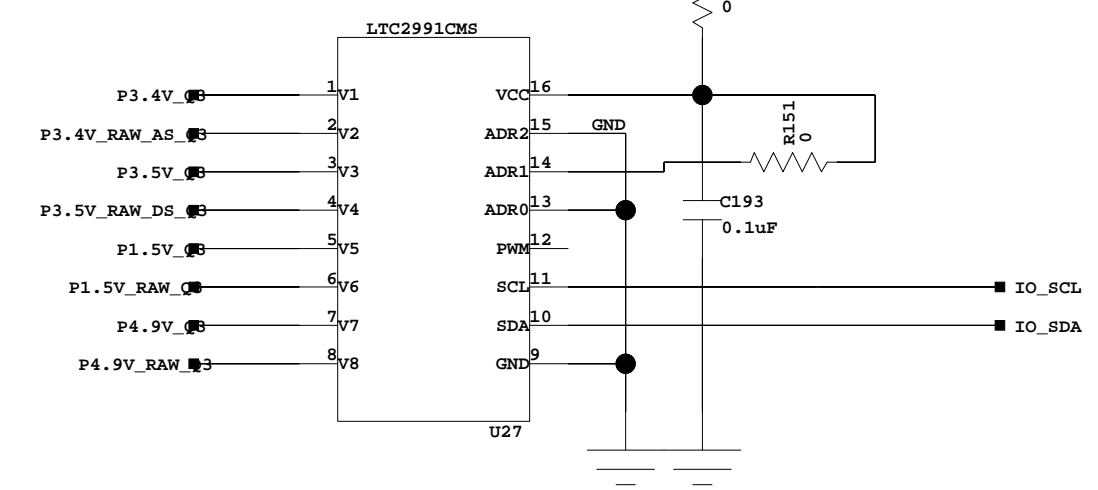 0
LTC2991CMS
P3.4V_Q3 1 V1 VCC 16
P3.4V_RAW_AS_Q3 2 V2 ADR2 15 GND
P3.5V_Q3 3 V3 ADR1 14
R151
0
P3.5V_RAW_DS_Q3 4 V4 ADR0 13
C193
0.1uF
P1.5V_Q3 5 V5 PWM 12
P1.5V_RAW_Q3 6 V6 SCL 11 IO_SCL
P4.9V_Q3 7 V7 SDA 10 IO_SDA
P4.9V_RAW_Q3 8 V8 GND 9
U27